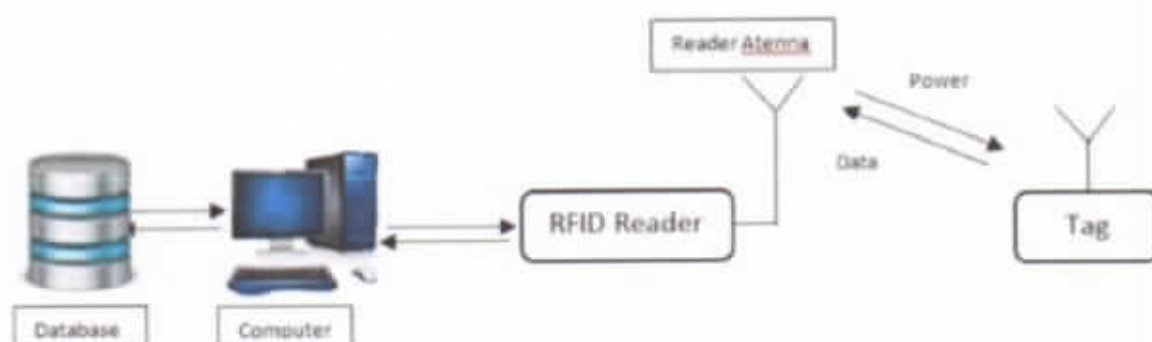 Reader Atenna
Power
Data
RFID Reader
Tag
Database
Computer